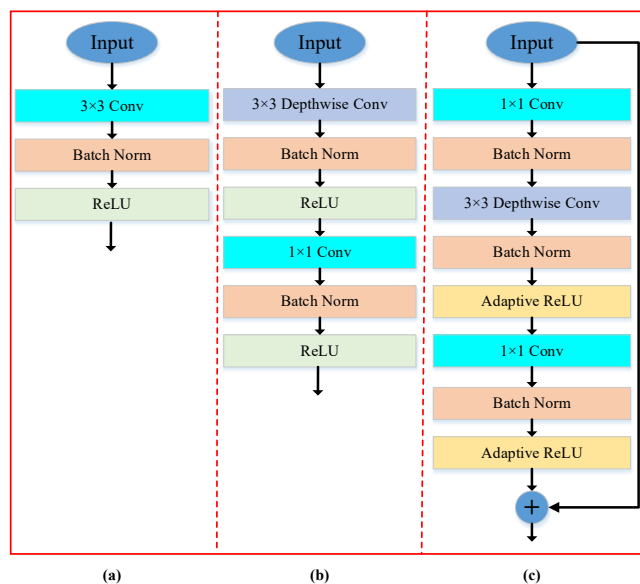 Input
3×3 Conv
Batch Norm
ReLU
(a)
Input
3×3 Depthwise Conv
Batch Norm
ReLU
1×1 Conv
Batch Norm
ReLU
(b)
Input
1×1 Conv
Batch Norm
3×3 Depthwise Conv
Batch Norm
Adaptive ReLU
1×1 Conv
Batch Norm
Adaptive ReLU
+
(c)